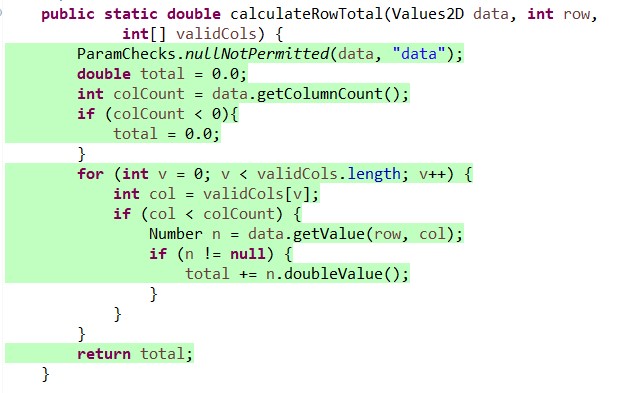 public static double calculateRowTotal(Values2D data, int row,
        int[] validCols) {
    ParamChecks.nullNotPermitted(data, "data");
    double total = 0.0;
    int colCount = data.getColumnCount();
    if (colCount < 0){
        total = 0.0;
    }
    for (int v = 0; v < validCols.length; v++) {
        int col = validCols[v];
        if (col < colCount) {
            Number n = data.getValue(row, col);
            if (n != null) {
                total += n.doubleValue();
            }
        }
    }
    return total;
}